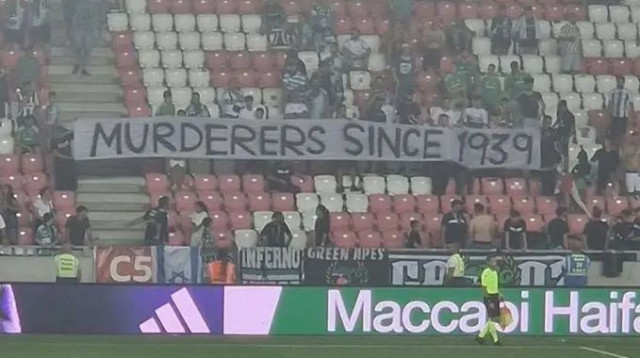 MURDERERS SINCE 1939
C5
INFERNO
GREEN APES
Maccabi Haifa